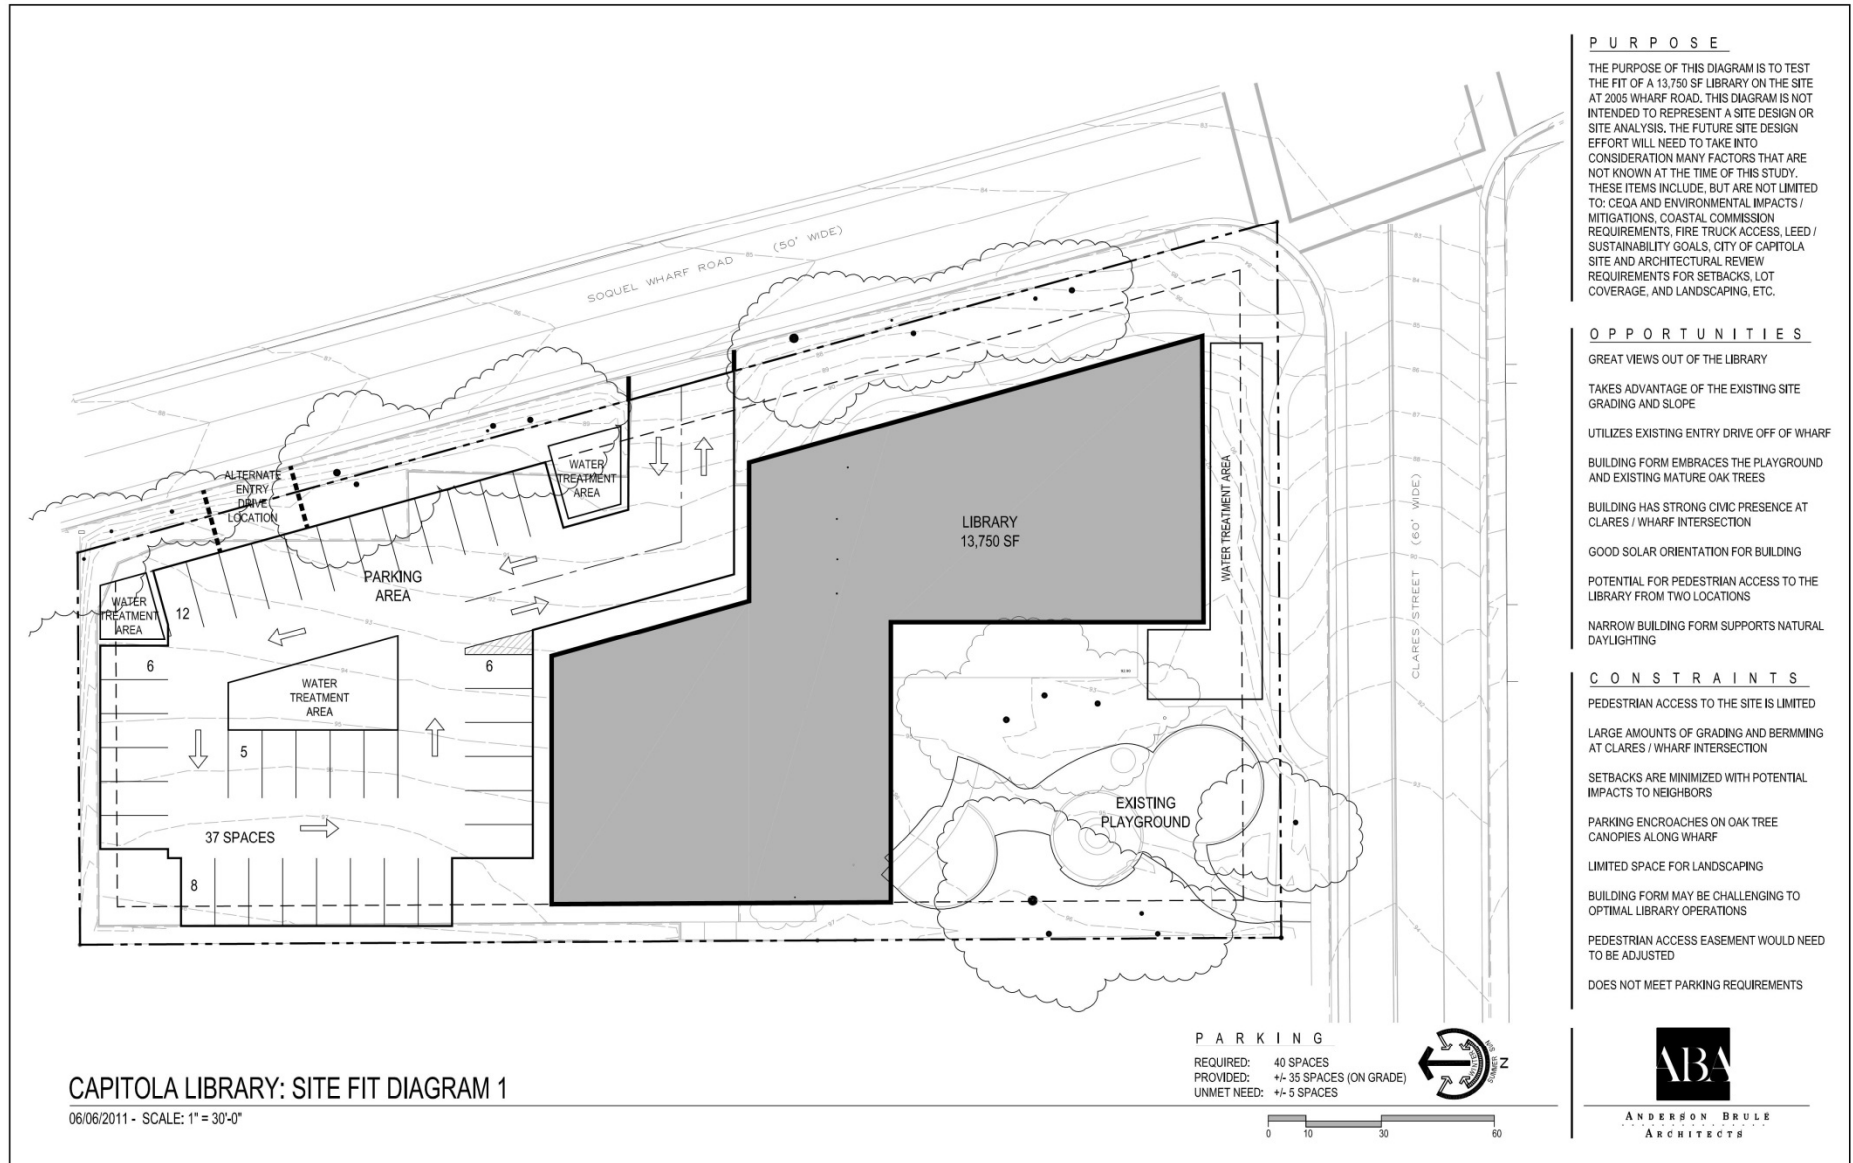 PURPOSE
THE PURPOSE OF THIS DIAGRAM IS TO TEST
THE FIT OF A 13,750 SF LIBRARY ON THE SITE
AT 2005 WHARF ROAD. THIS DIAGRAM IS NOT
INTENDED TO REPRESENT A SITE DESIGN OR
SITE ANALYSIS. THE FUTURE SITE DESIGN
EFFORT WILL NEED TO TAKE INTO
CONSIDERATION MANY FACTORS THAT ARE
NOT KNOWN AT THE TIME OF THIS STUDY.
THESE ITEMS INCLUDE, BUT ARE NOT LIMITED
TO: CEQA AND ENVIRONMENTAL IMPACTS /
MITIGATIONS, COASTAL COMMISSION
REQUIREMENTS, FIRE TRUCK ACCESS, LEED /
SUSTAINABILITY GOALS, CITY OF CAPITOLA
SITE AND ARCHITECTURAL REVIEW
REQUIREMENTS FOR SETBACKS, LOT
COVERAGE, AND LANDSCAPING, ETC.
OPPORTUNITIES
GREAT VIEWS OUT OF THE LIBRARY
TAKES ADVANTAGE OF THE EXISTING SITE
GRADING AND SLOPE
UTILIZES EXISTING ENTRY DRIVE OFF OF WHARF
BUILDING FORM EMBRACES THE PLAYGROUND
AND EXISTING MATURE OAK TREES
BUILDING HAS STRONG CIVIC PRESENCE AT
CLARES / WHARF INTERSECTION
GOOD SOLAR ORIENTATION FOR BUILDING
POTENTIAL FOR PEDESTRIAN ACCESS TO THE
LIBRARY FROM TWO LOCATIONS
NARROW BUILDING FORM SUPPORTS NATURAL
DAYLIGHTING
CONSTRAINTS
PEDESTRIAN ACCESS TO THE SITE IS LIMITED
LARGE AMOUNTS OF GRADING AND BERMMING
AT CLARES / WHARF INTERSECTION
SETBACKS ARE MINIMIZED WITH POTENTIAL
IMPACTS TO NEIGHBORS
PARKING ENCROACHES ON OAK TREE
CANOPIES ALONG WHARF
LIMITED SPACE FOR LANDSCAPING
BUILDING FORM MAY BE CHALLENGING TO
OPTIMAL LIBRARY OPERATIONS
PEDESTRIAN ACCESS EASEMENT WOULD NEED
TO BE ADJUSTED
DOES NOT MEET PARKING REQUIREMENTS
SOQUEL WHARF ROAD (50' WIDE)
CLARES STREET (60' WIDE)
ALTERNATE
ENTRY
DRIVE
LOCATION
WATER
TREATMENT
AREA
LIBRARY
13,750 SF
WATER TREATMENT AREA
PARKING
AREA
WATER
TREATMENT
AREA
12
6
6
WATER
TREATMENT
AREA
5
37 SPACES
8
EXISTING
PLAYGROUND
PARKING
REQUIRED: 40 SPACES
PROVIDED: +/- 35 SPACES (ON GRADE)
UNMET NEED: +/- 5 SPACES
WINTER
SUMMER SUN
N
0 10 30 60
CAPITOLA LIBRARY: SITE FIT DIAGRAM 1
06/06/2011 - SCALE: 1" = 30'-0"
ABA
ANDERSON BRULÉ
ARCHITECTS